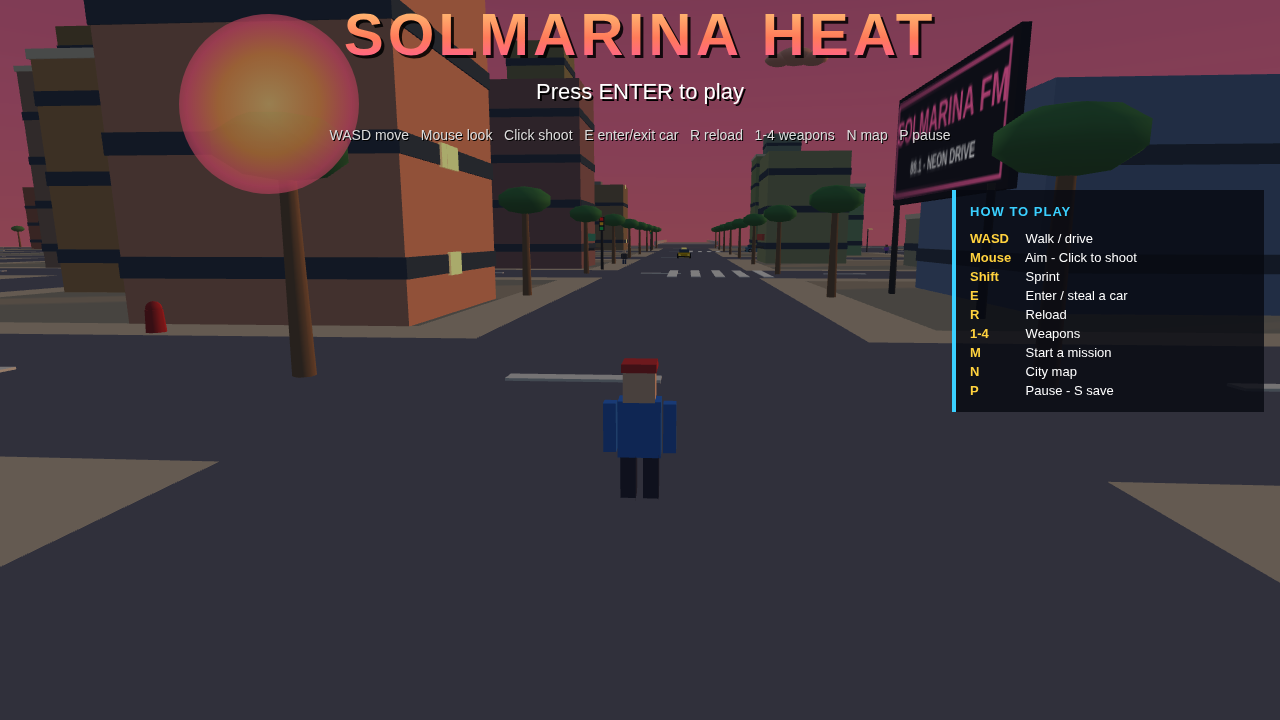 SOLMARINA HEAT
Press ENTER to play
WASD move Mouse look Click shoot E enter/exit car R reload 1-4 weapons N map P pause
SOLMARINA FM
88.1 - NEON DRIVE
HOW TO PLAY
WASD Walk / drive
Mouse Aim - Click to shoot
Shift Sprint
E Enter / steal a car
R Reload
1-4 Weapons
M Start a mission
N City map
P Pause - S save